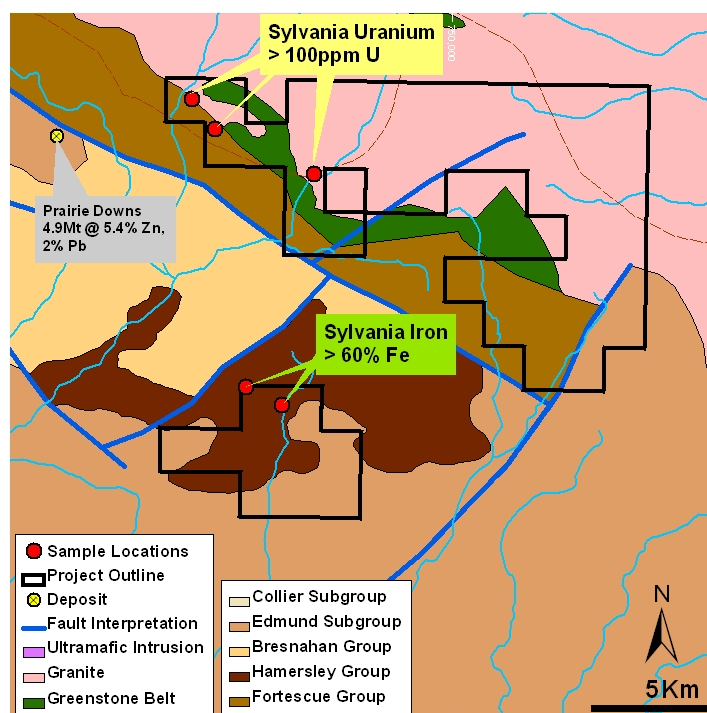 Sylvania Uranium
> 100ppm U
750,000
Prairie Downs
4.9Mt @ 5.4% Zn,
2% Pb
Sylvania Iron
> 60% Fe
Sample Locations
Project Outline
Deposit
Fault Interpretation
Ultramafic Intrusion
Granite
Greenstone Belt
Collier Subgroup
Edmund Subgroup
Bresnahan Group
Hamersley Group
Fortescue Group
N
5Km